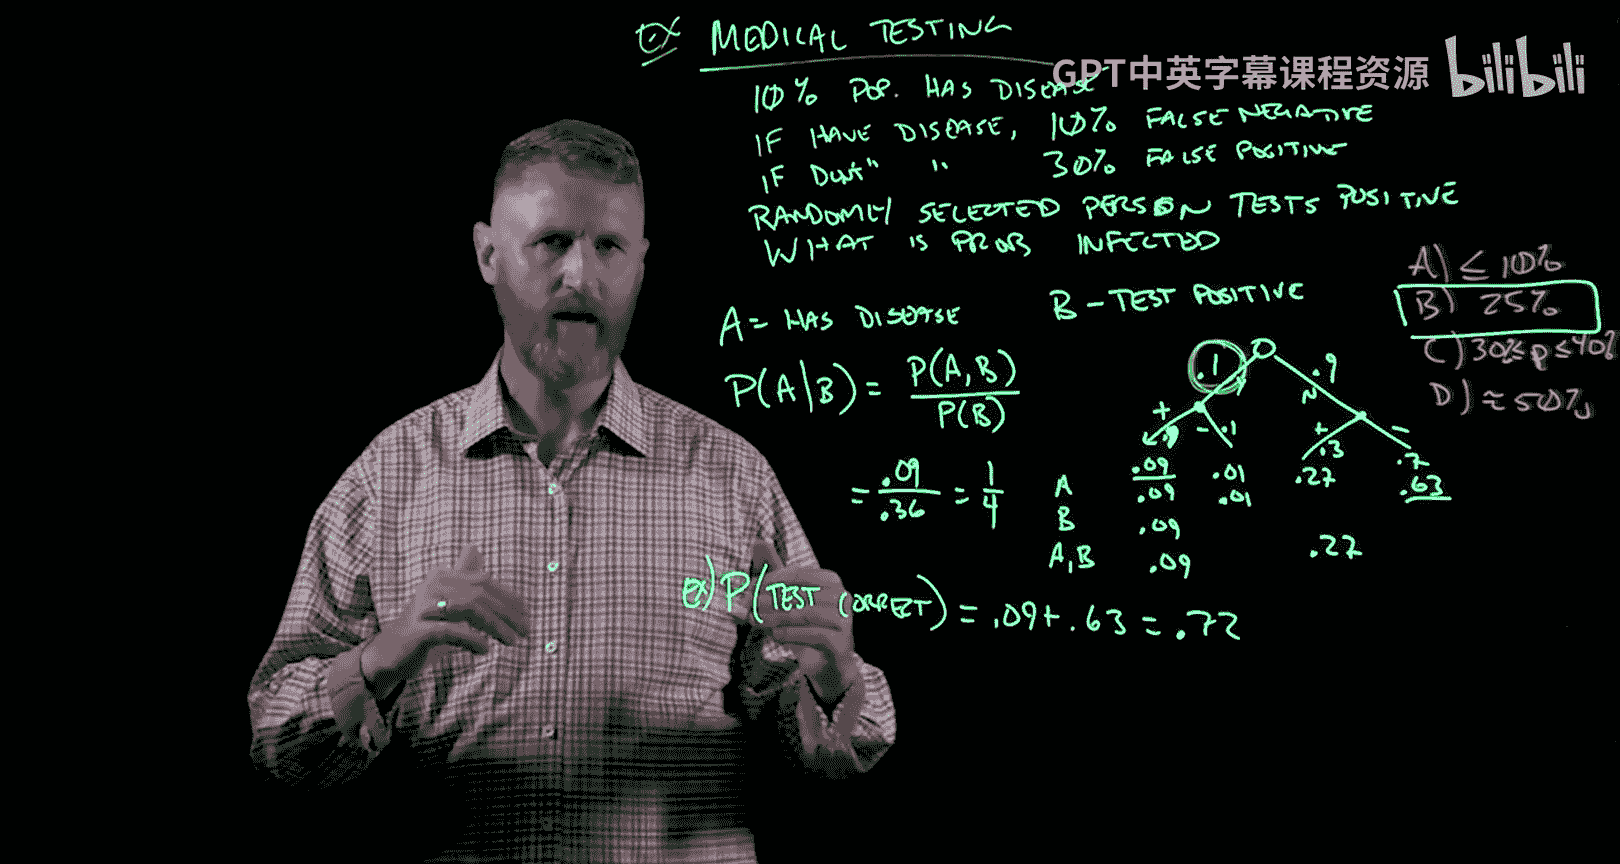 EX MEDICAL TESTING
GPT中英字幕课程资源 bilibili
10% POP. HAS DISEASE
IF HAVE DISEASE, 10% FALSE NEGATIVE
IF DON'T " " 30% FALSE POSITIVE
RANDOMLY SELECTED PERSON TESTS POSITIVE
WHAT IS PROB INFECTED
A) ≤ 10%
B) 25%
C) 30% ≤ p ≤ 40%
D) ≈ 50%
A = HAS DISEASE B - TEST POSITIVE
P(A|B) = P(A,B) / P(B)
= .09 / .36 = 1/4
.1 .9
N
+ - .1 + .3 - .7
.09 .01 .27 .63
A .09 .01
B .09 .27
A,B .09
EX) P(TEST CORRECT) = .09 + .63 = .72